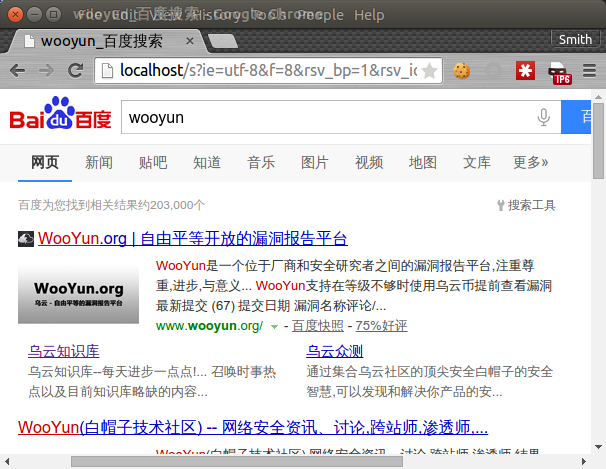 wooyun_百度搜索 - Google Chrome
File Edit View History Tools People Help
wooyun_百度搜索
Smith
localhost/s?ie=utf-8&f=8&rsv_bp=1&rsv_i
IP6
Bai du 百度
wooyun
百
网页 新闻 贴吧 知道 音乐 图片 视频 地图 文库 更多»
百度为您找到相关结果约203,000个
搜索工具
WooYun.org | 自由平等开放的漏洞报告平台
WooYun.org
乌云 - 自由平等的漏洞报告平台
WooYun是一个位于厂商和安全研究者之间的漏洞报告平台,注重尊
重,进步,与意义... WooYun支持在等级不够时使用乌云币提前查看漏洞
最新提交 (67) 提交日期 漏洞名称评论/...
www.wooyun.org/ - 百度快照 - 75%好评
乌云知识库
乌云知识库--每天进步一点点!... 召唤时事热
点以及目前知识库略缺的内容...
乌云众测
通过集合乌云社区的顶尖安全白帽子的安全
智慧,可以发现和解决你产品的安...
WooYun(白帽子技术社区) -- 网络安全资讯、讨论,跨站师,渗透师,...